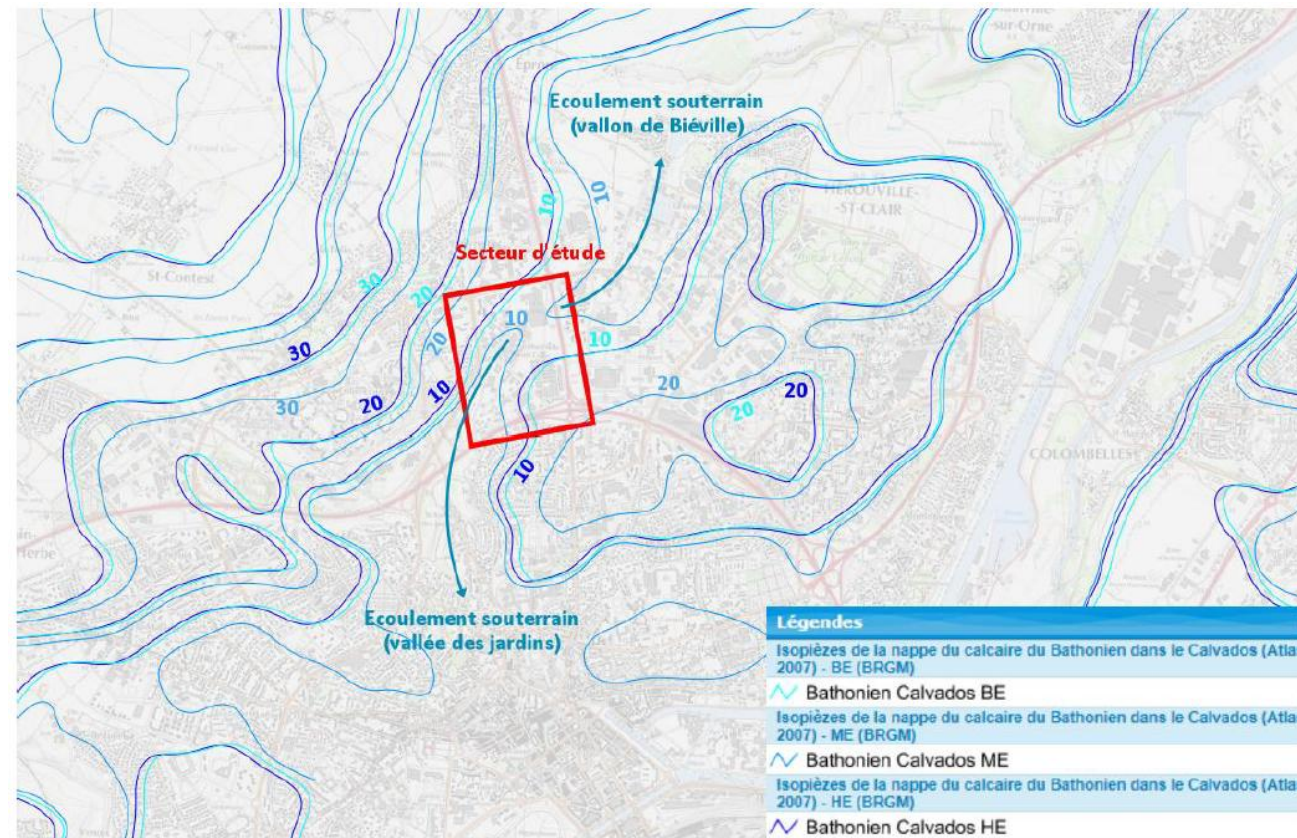 -sur-Orne
Epron
Ecoulement souterrain
(vallon de Biéville)
10
10
HEROUVILLE
-ST-CLAIR
Secteur d'étude
St-Contest
30
20
10
20
10
30
20
10
20
30
20
20
10
COLOMBELLES
Ecoulement souterrain
(vallée des jardins)
Légendes
Isopièzes de la nappe du calcaire du Bathonien dans le Calvados (Atla
2007) - BE (BRGM)
Bathonien Calvados BE
Isopièzes de la nappe du calcaire du Bathonien dans le Calvados (Atla
2007) - ME (BRGM)
Bathonien Calvados ME
Isopièzes de la nappe du calcaire du Bathonien dans le Calvados (Atla
2007) - HE (BRGM)
Bathonien Calvados HE